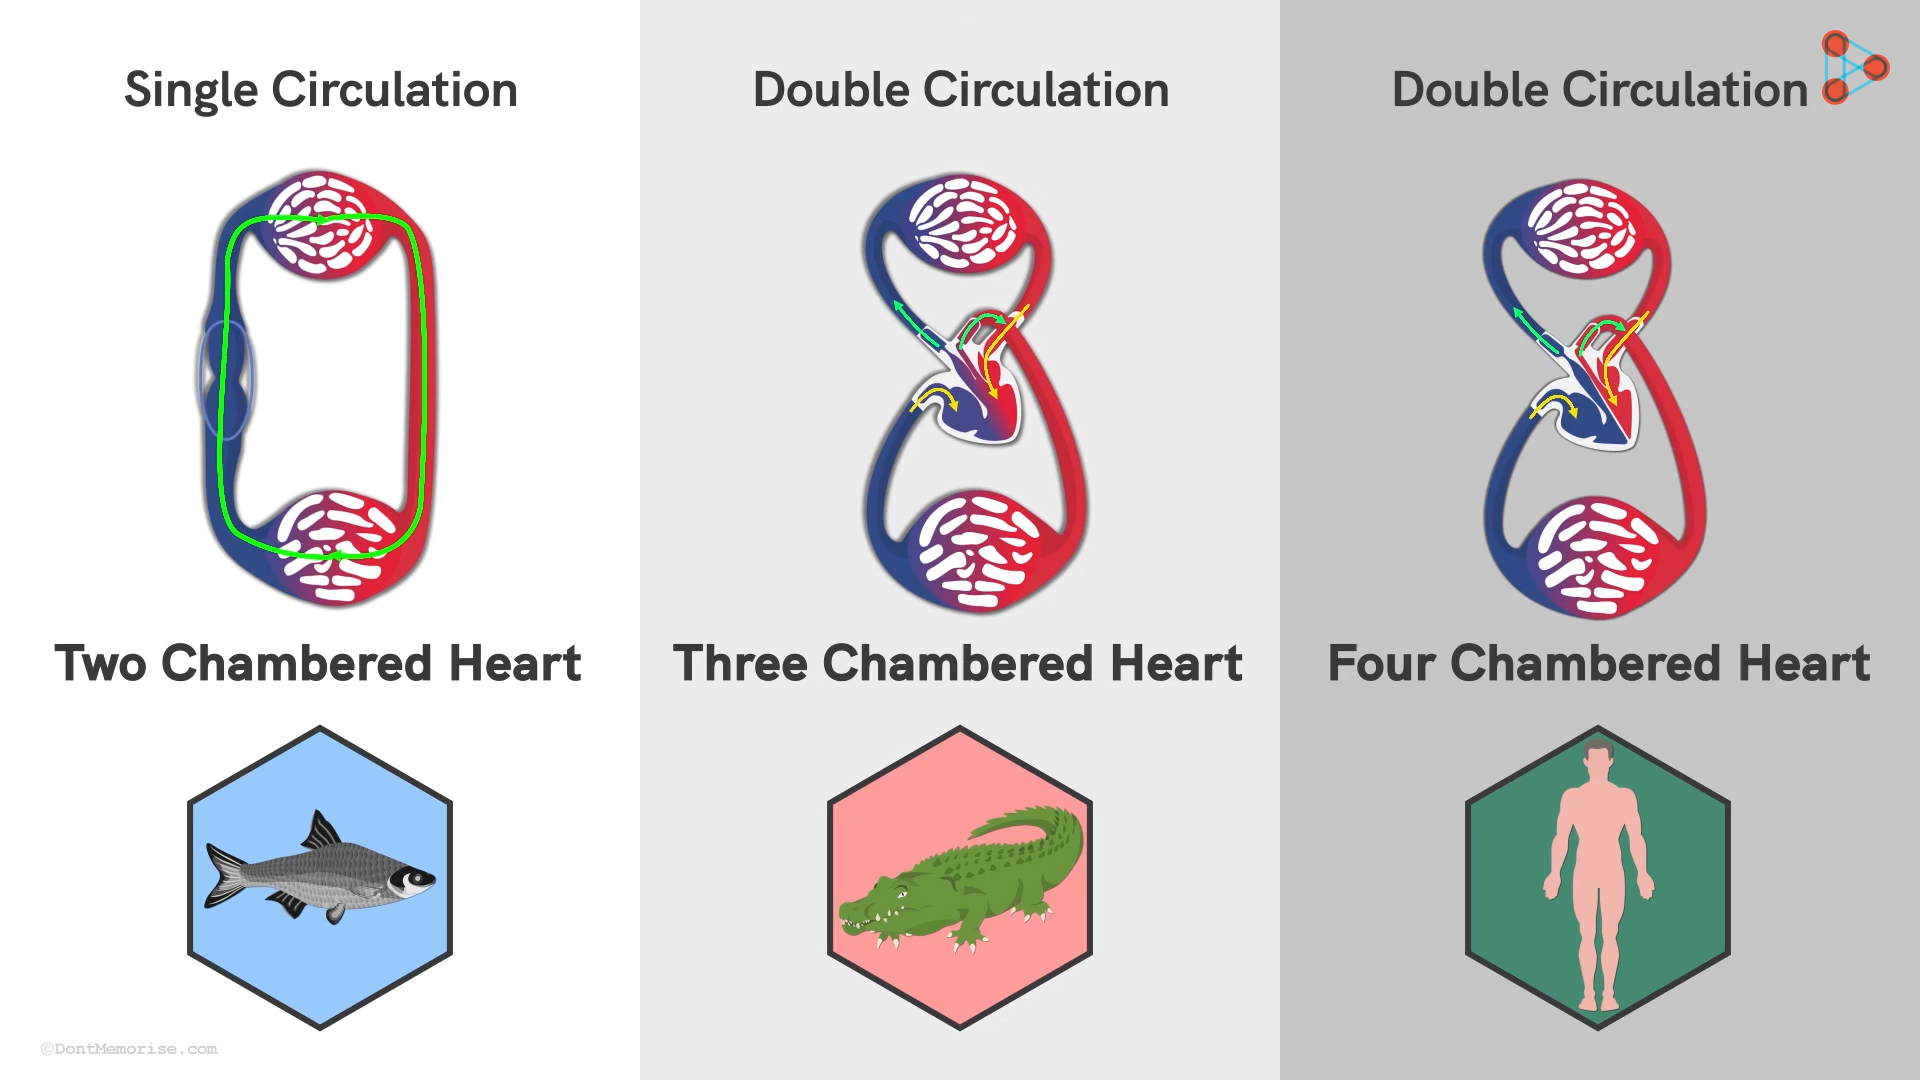 Single Circulation
Double Circulation
Double Circulation
Two Chambered Heart
Three Chambered Heart
Four Chambered Heart
©DontMemorise.com